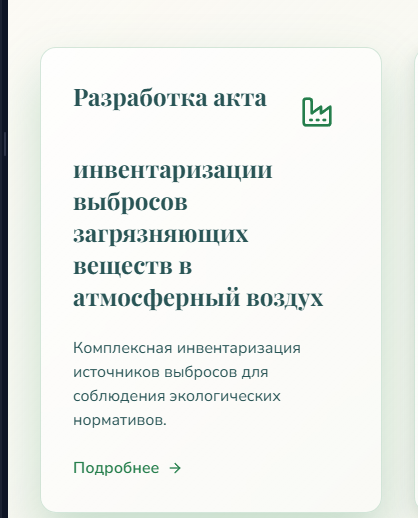 Разработка акта
инвентаризации
выбросов
загрязняющих
веществ в
атмосферный воздух
Комплексная инвентаризация
источников выбросов для
соблюдения экологических
нормативов.
Подробнее →